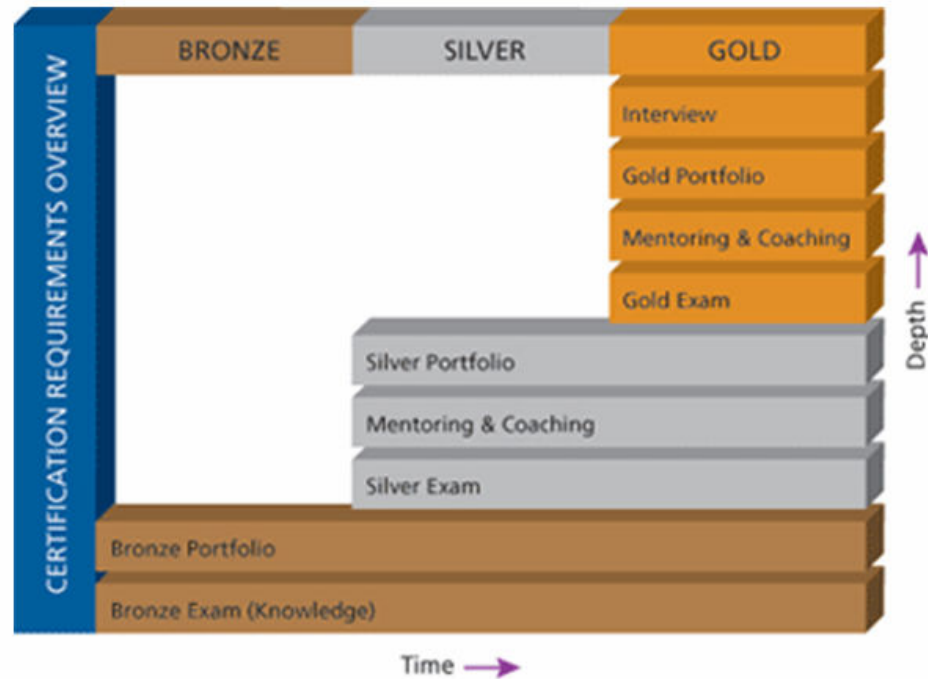 CERTIFICATION REQUIREMENTS OVERVIEW
BRONZE
SILVER
GOLD
Interview
Gold Portfolio
Mentoring & Coaching
Gold Exam
Silver Portfolio
Mentoring & Coaching
Silver Exam
Bronze Portfolio
Bronze Exam (Knowledge)
Depth
Time